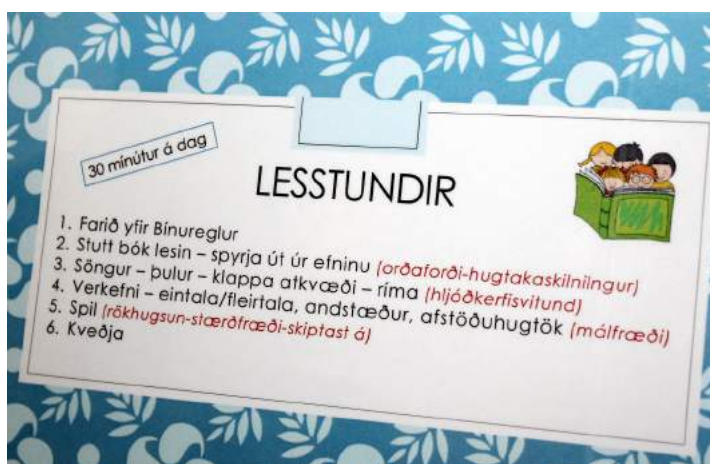 30 mínútur á dag
LESSTUNDIR
1. Farið yfir Bínureglur
2. Stutt bók lesin – spyrja út úr efninu (orðaforði-hugtakaskilnilngur)
3. Söngur – þulur – klappa atkvæði – ríma (hljóðkerfisvitund)
4. Verkefni – eintala/fleirtala, andstæður, afstöðuhugtök (málfræði)
5. Spil (rökhugsun-stærðfræði-skiptast á)
6. Kveðja